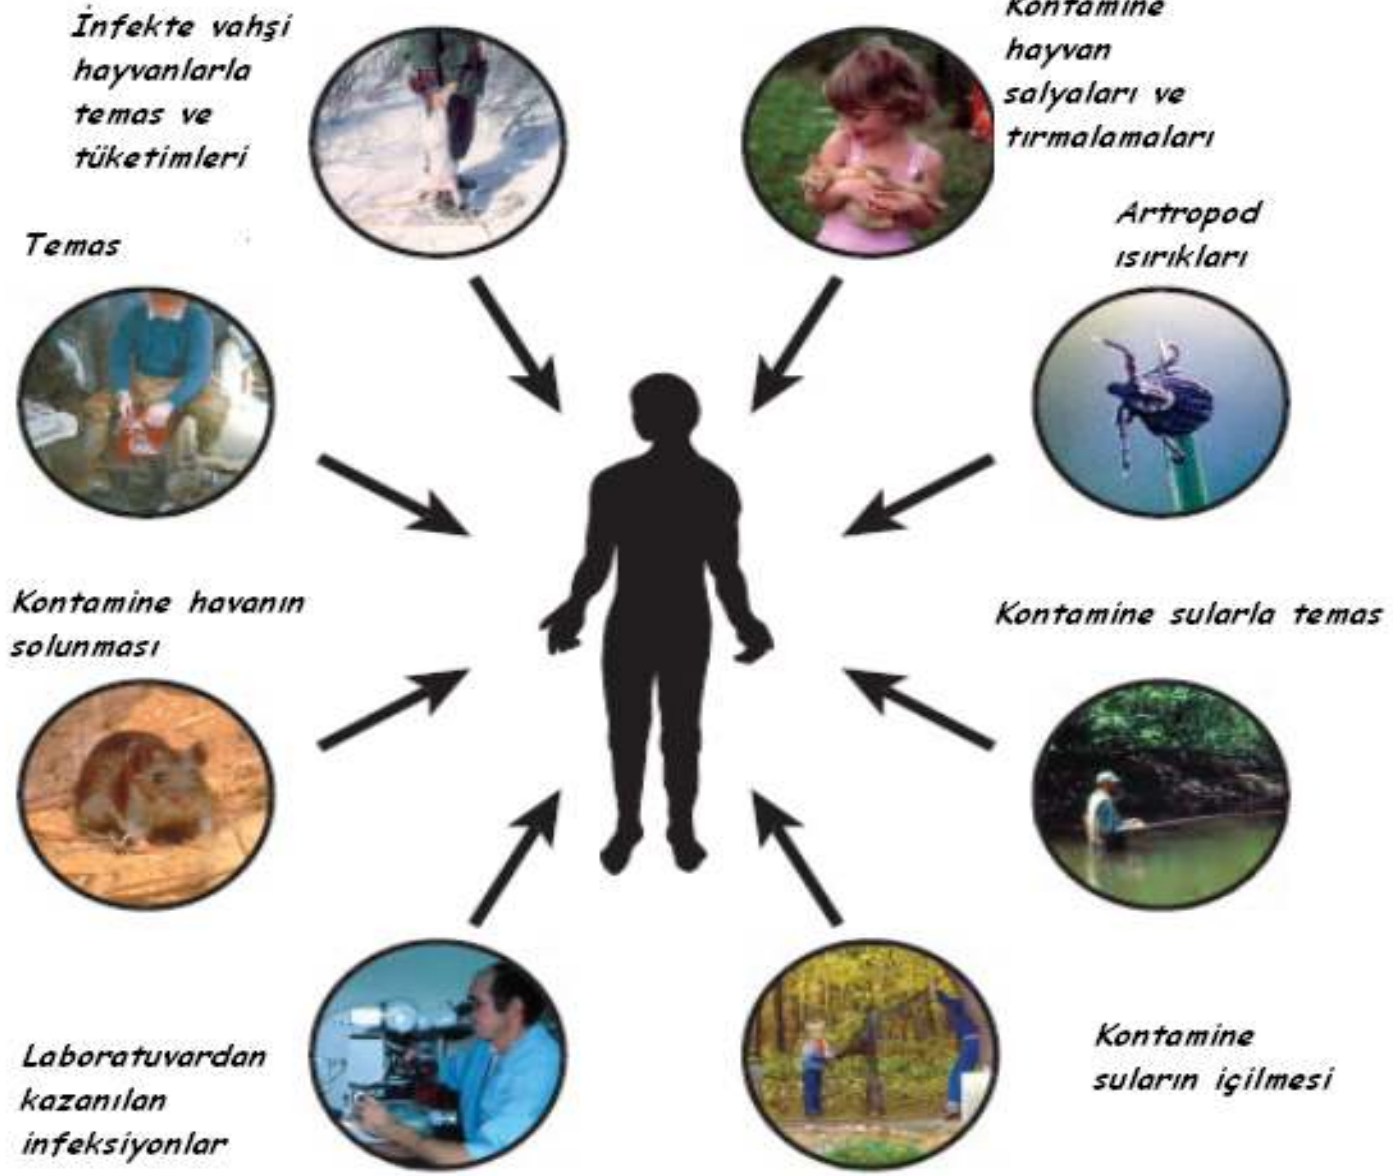 İnfekte vahşi
hayvanlarla
temas ve
tüketimleri
Kontamine
hayvan
salyaları ve
tırmalamaları
Temas
Artropod
ısırıkları
Kontamine havanın
solunması
Kontamine sularla temas
Laboratuvardan
kazanılan
infeksiyonlar
Kontamine
suların içilmesi